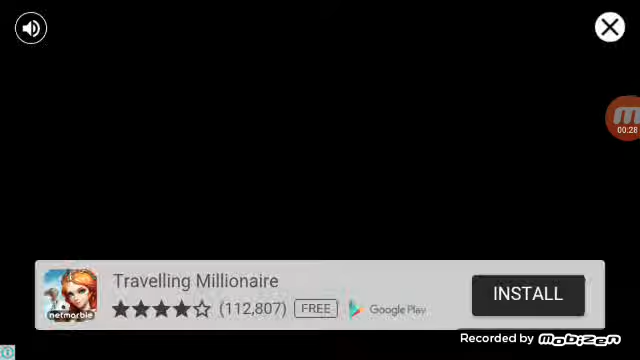 00:28
Travelling Millionaire
netmarble
(112,807) FREE Google Play
INSTALL
Recorded by mobizen